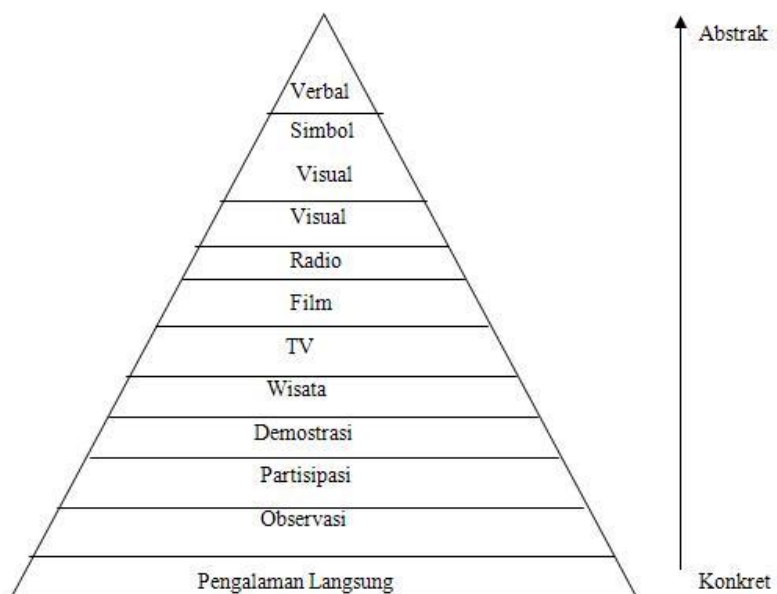 Abstrak
Verbal
Simbol
Visual
Visual
Radio
Film
TV
Wisata
Demostrasi
Partisipasi
Observasi
Pengalaman Langsung
Konkret